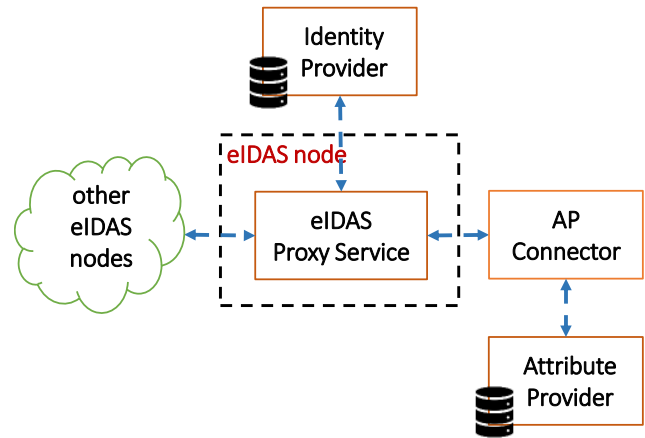 Identity
Provider
eIDAS node
other
eIDAS
nodes
eIDAS
Proxy Service
AP
Connector
Attribute
Provider